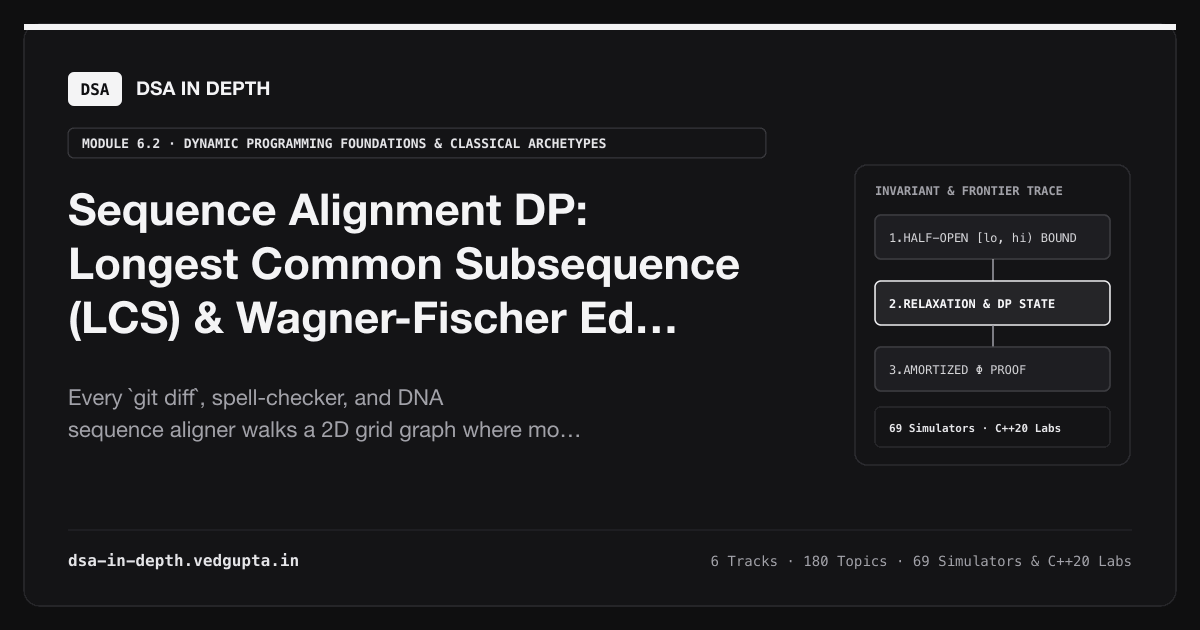 DSA
DSA IN DEPTH
MODULE 6.2 · DYNAMIC PROGRAMMING FOUNDATIONS & CLASSICAL ARCHETYPES
Sequence Alignment DP:
Longest Common Subsequence
(LCS) & Wagner-Fischer Ed…
Every `git diff`, spell-checker, and DNA
sequence aligner walks a 2D grid graph where mo…
INVARIANT & FRONTIER TRACE
1.HALF-OPEN [lo, hi) BOUND
2.RELAXATION & DP STATE
3.AMORTIZED Φ PROOF
69 Simulators · C++20 Labs
dsa-in-depth.vedgupta.in
6 Tracks · 180 Topics · 69 Simulators & C++20 Labs